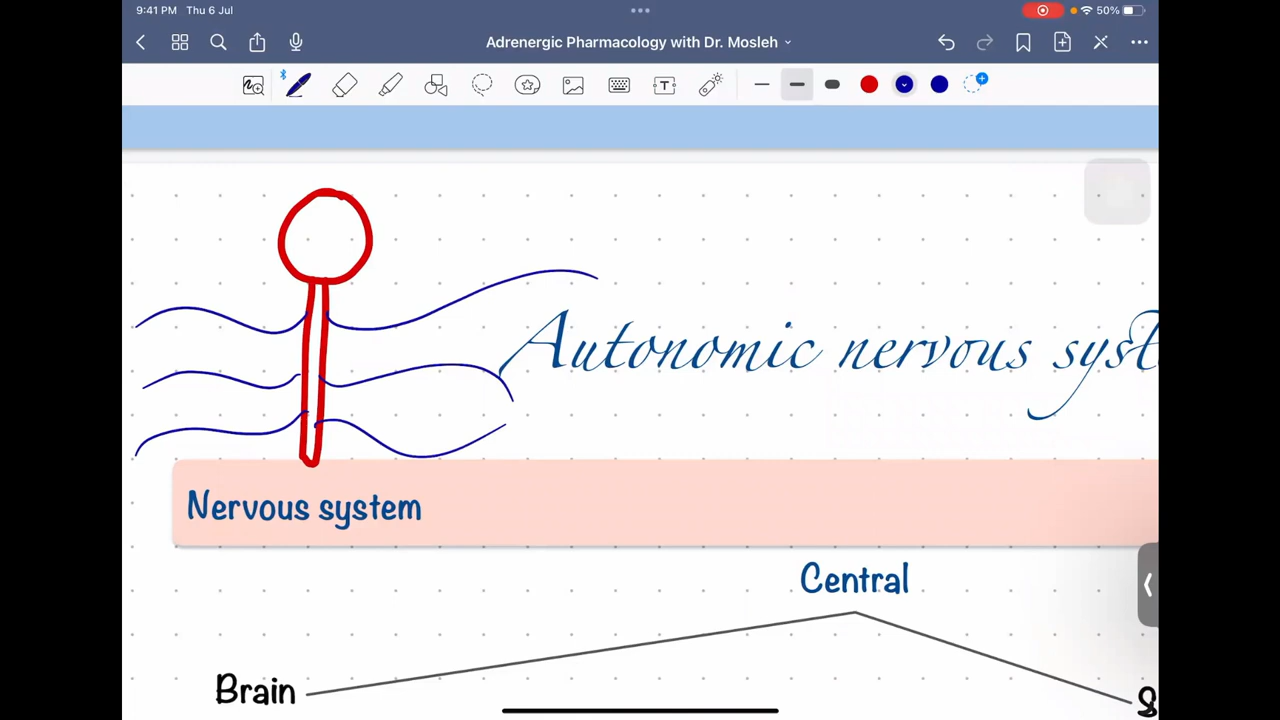 9:41 PM Thu 6 Jul
50%
Adrenergic Pharmacology with Dr. Mosleh
Autonomic nervous syst
Nervous system
Central
Brain
S